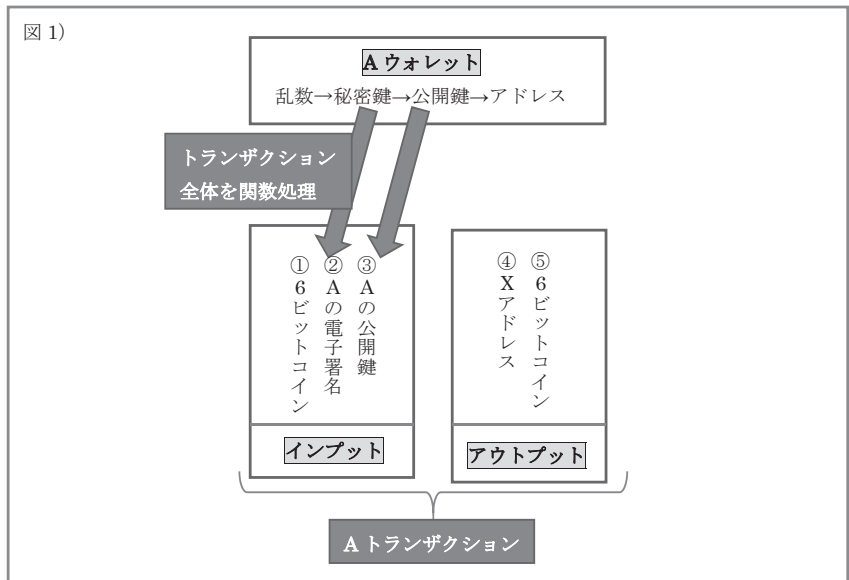 図 1)
A ウォレット
乱数→秘密鍵→公開鍵→アドレス
トランザクション
全体を関数処理
①6ビットコイン
②Aの電子署名
③Aの公開鍵
④Xアドレス
⑤6ビットコイン
インプット
アウトプット
A トランザクション